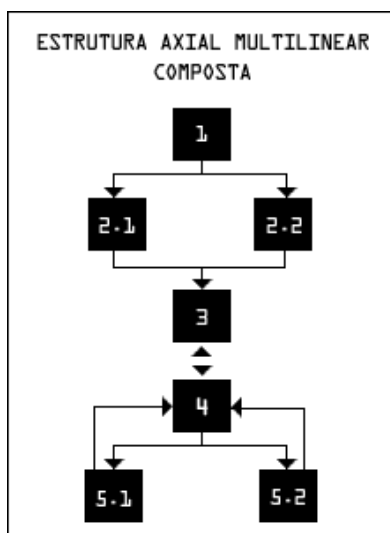 ESTRUTURA AXIAL MULTILINEAR
COMPOSTA
1
2.1 2.2
3
4
5.1 5.2